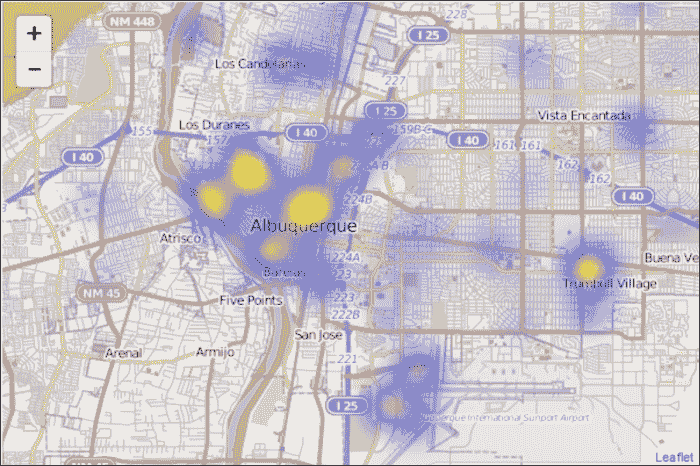 +
−
NM 448
228
I 25
Los Candelarias
227
I 25
Vista Encantada
Los Duranes
155
157
I 40
159B-C
I 40
161
161
I 40
162
162
I 40
224B
Albuquerque
Atrisco
224A
Barelas
223
Buena Ve
Trumbull Village
NM 45
Five Points
223
222B
San Jose
Arenal
Armijo
221
I 25
Albuquerque International Sunport Airport
Leaflet